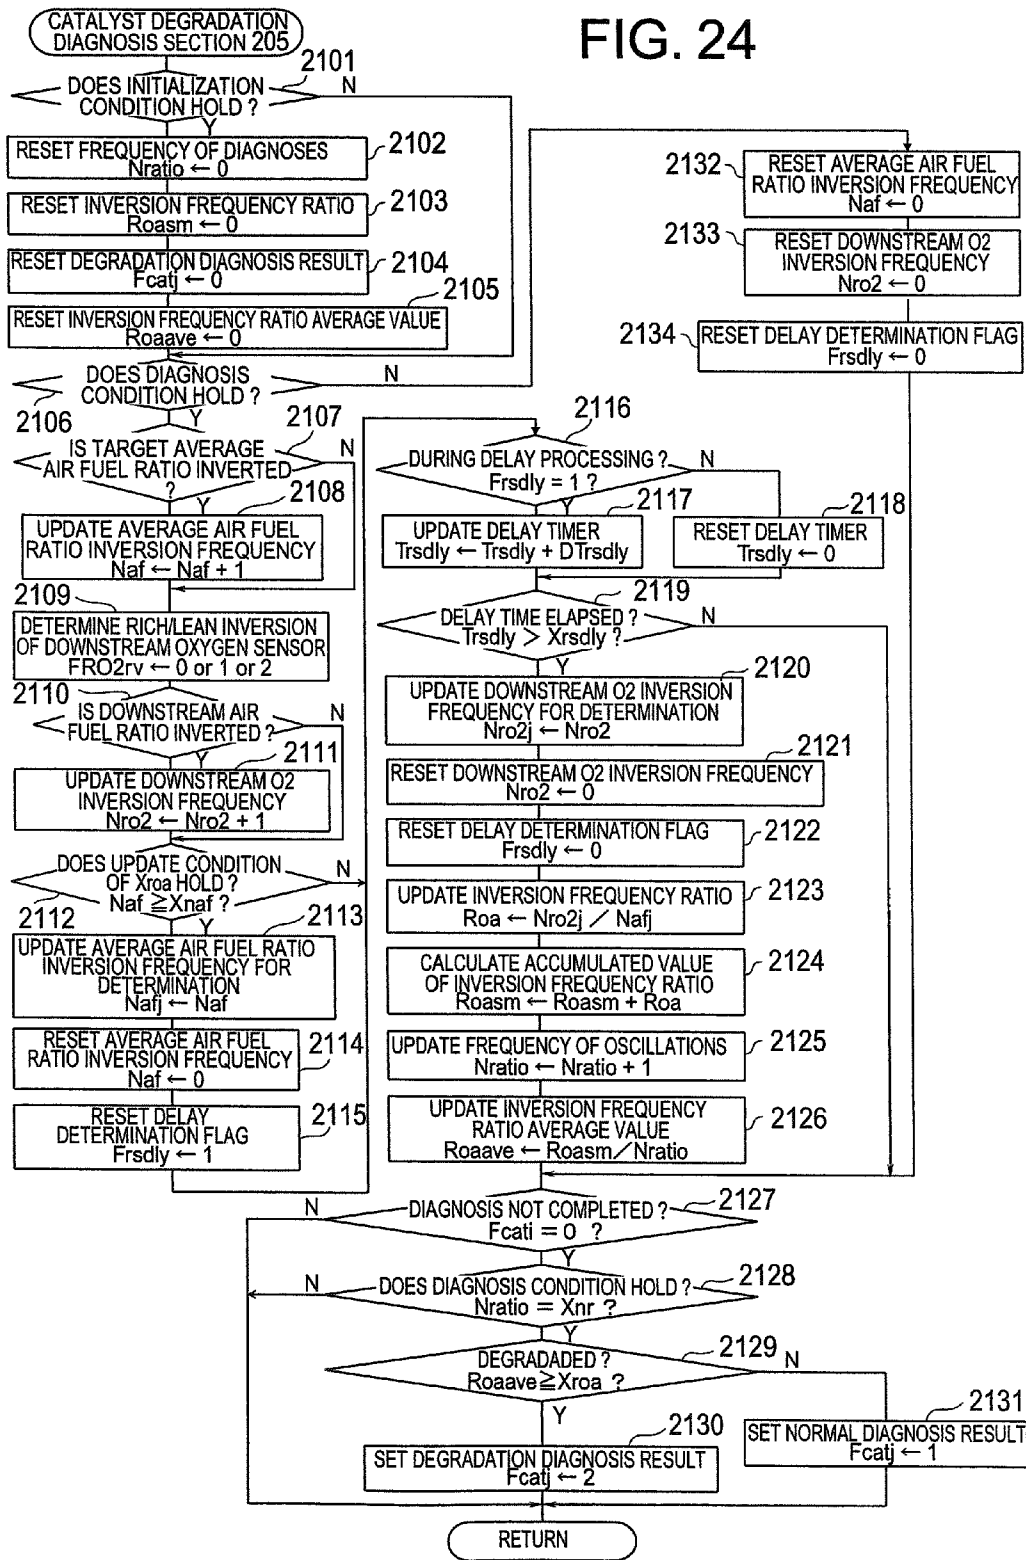 FIG. 24
CATALYST DEGRADATION
DIAGNOSIS SECTION 205
2101
DOES INITIALIZATION
CONDITION HOLD ?
N
Y
2102
RESET FREQUENCY OF DIAGNOSES
Nratio ← 0
2103
RESET INVERSION FREQUENCY RATIO
Roasm ← 0
2104
RESET DEGRADATION DIAGNOSIS RESULT
Fcatj ← 0
2105
RESET INVERSION FREQUENCY RATIO AVERAGE VALUE
Roaave ← 0
DOES DIAGNOSIS
CONDITION HOLD ?
N
2106
Y
2107
IS TARGET AVERAGE
AIR FUEL RATIO INVERTED
?
N
Y
2108
UPDATE AVERAGE AIR FUEL
RATIO INVERSION FREQUENCY
Naf ← Naf + 1
2109
DETERMINE RICH/LEAN INVERSION
OF DOWNSTREAM OXYGEN SENSOR
FRO2rv ← 0 or 1 or 2
2110
IS DOWNSTREAM AIR
FUEL RATIO INVERTED ?
N
Y
2111
UPDATE DOWNSTREAM O2
INVERSION FREQUENCY
Nro2 ← Nro2 + 1
DOES UPDATE CONDITION
OF Xroa HOLD ?
Naf ≧ Xnaf ?
N
2112
Y
2113
UPDATE AVERAGE AIR FUEL RATIO
INVERSION FREQUENCY FOR
DETERMINATION
Nafj ← Naf
RESET AVERAGE AIR FUEL
RATIO INVERSION FREQUENCY
Naf ← 0
2114
RESET DELAY
DETERMINATION FLAG
Frsdly ← 1
2115
2116
DURING DELAY PROCESSING ?
Frsdly = 1 ?
N
Y
2117
UPDATE DELAY TIMER
Trsdly ← Trsdly + DTrsdly
2118
RESET DELAY TIMER
Trsdly ← 0
2119
DELAY TIME ELAPSED ?
Trsdly > Xrsdly ?
N
Y
2120
UPDATE DOWNSTREAM O2 INVERSION
FREQUENCY FOR DETERMINATION
Nro2j ← Nro2
2121
RESET DOWNSTREAM O2 INVERSION FREQUENCY
Nro2 ← 0
RESET DELAY DETERMINATION FLAG
Frsdly ← 0
2122
UPDATE INVERSION FREQUENCY RATIO
Roa ← Nro2j / Nafj
2123
CALCULATE ACCUMULATED VALUE
OF INVERSION FREQUENCY RATIO
Roasm ← Roasm + Roa
2124
UPDATE FREQUENCY OF OSCILLATIONS
Nratio ← Nratio + 1
2125
UPDATE INVERSION FREQUENCY
RATIO AVERAGE VALUE
Roaave ← Roasm / Nratio
2126
2132
RESET AVERAGE AIR FUEL
RATIO INVERSION FREQUENCY
Naf ← 0
2133
RESET DOWNSTREAM O2
INVERSION FREQUENCY
Nro2 ← 0
2134
RESET DELAY DETERMINATION FLAG
Frsdly ← 0
2127
DIAGNOSIS NOT COMPLETED ?
Fcati = 0 ?
N
Y
2128
DOES DIAGNOSIS CONDITION HOLD ?
Nratio = Xnr ?
N
Y
2129
DEGRADADED ?
Roaave ≧ Xroa ?
N
Y
2130
SET DEGRADATION DIAGNOSIS RESULT
Fcatj ← 2
2131
SET NORMAL DIAGNOSIS RESULT
Fcatj ← 1
RETURN